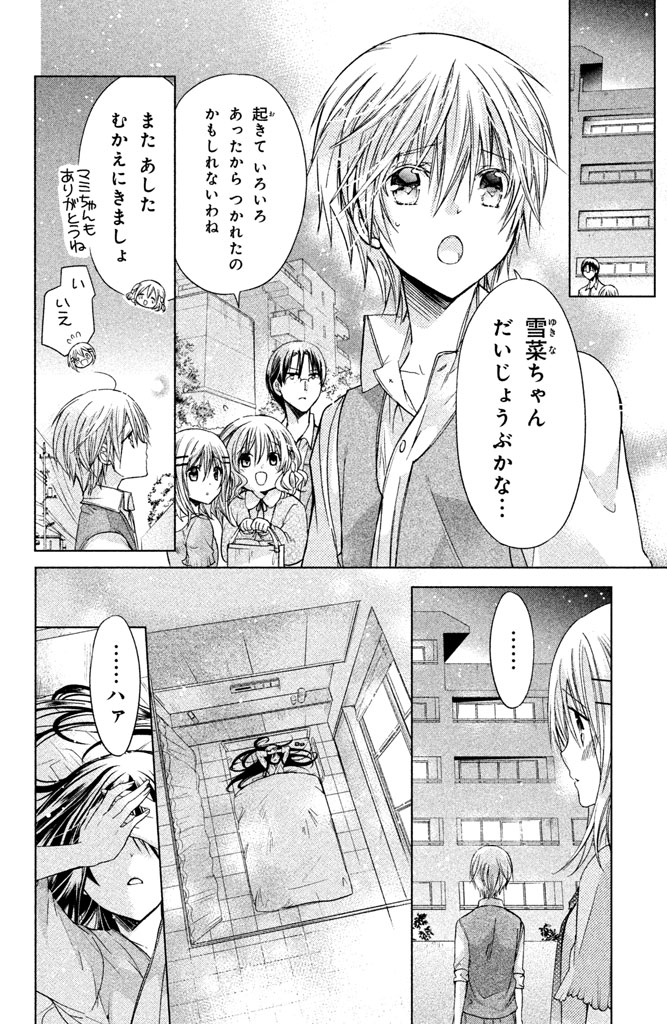 雪菜ちゃん
だいじょうぶかな…
起きて いろいろ
あったから つかれたの
かもしれないわね
また あした
むかえにきましょ
マミちゃんも
ありがとうね
い
いえ
……
……ハァ